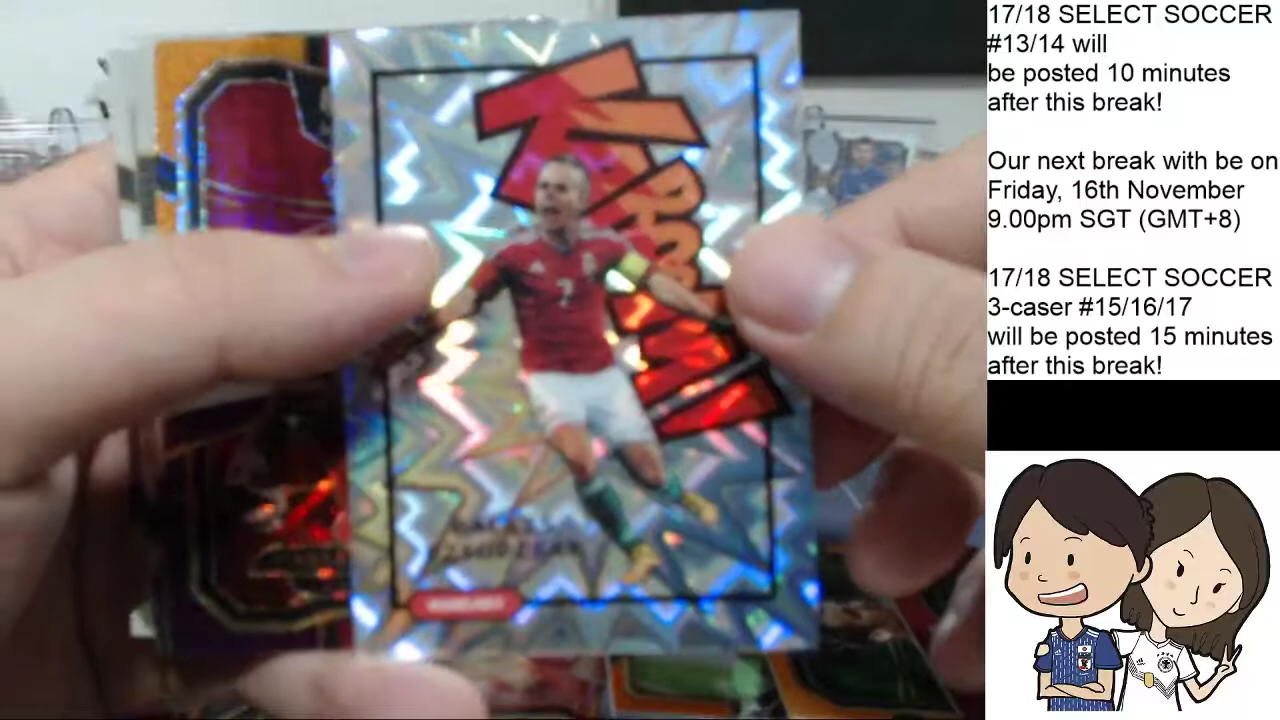 KABOOM!
7
17/18 SELECT SOCCER
#13/14 will
be posted 10 minutes
after this break!
Our next break with be on
Friday, 16th November
9.00pm SGT (GMT+8)
17/18 SELECT SOCCER
3-caser #15/16/17
will be posted 15 minutes
after this break!